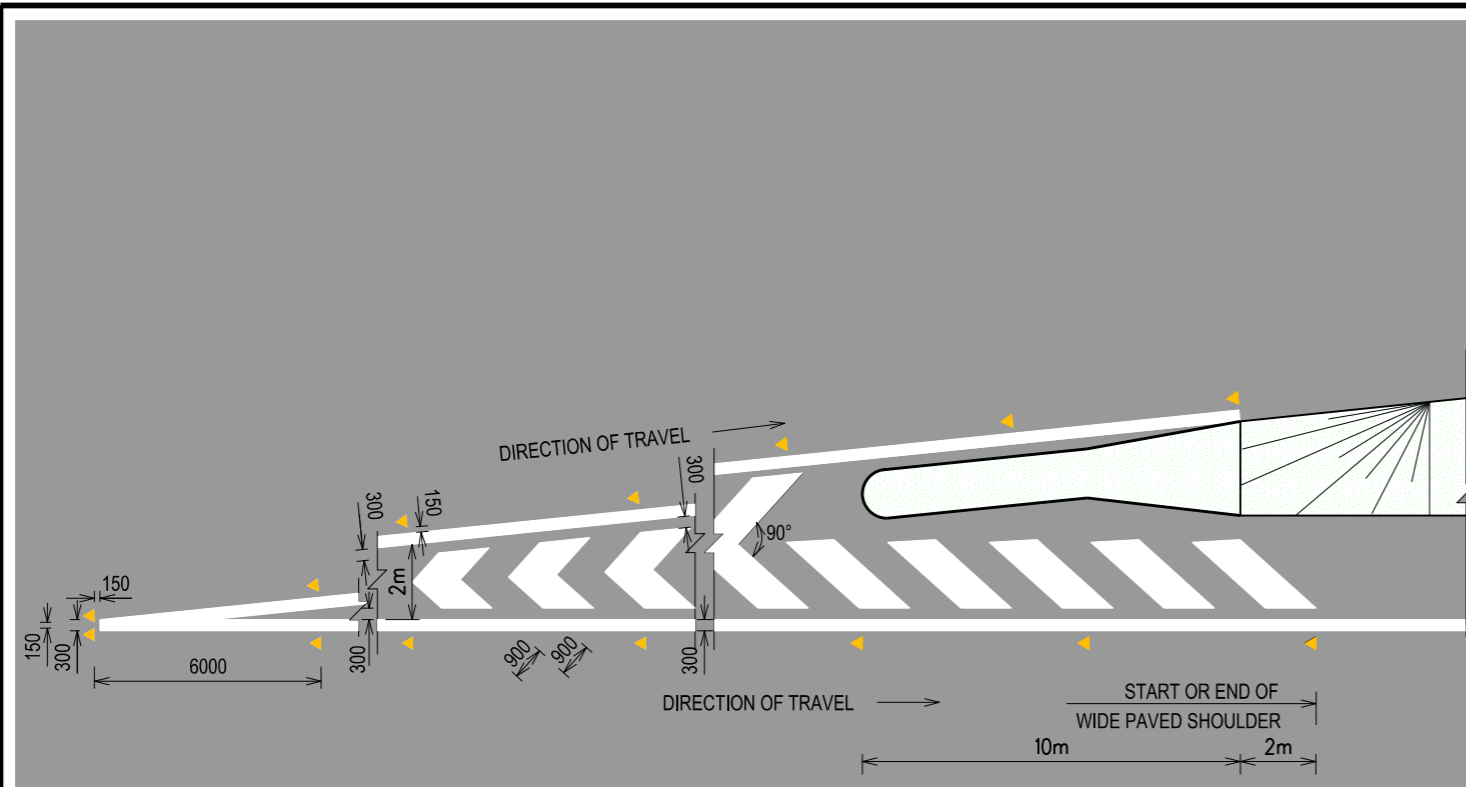 DIRECTION OF TRAVEL
300
150
300
90°
2m
150
150
300
6000
300
900
900
300
DIRECTION OF TRAVEL
START OR END OF
WIDE PAVED SHOULDER
10m
2m